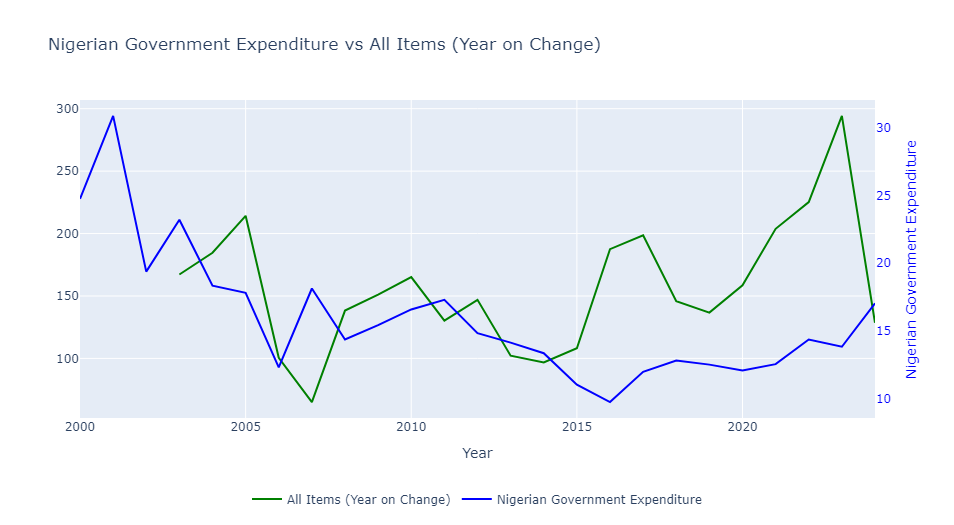 Nigerian Government Expenditure vs All Items (Year on Change)
300
250
200
150
100
30
25
20
15
10
Nigerian Government Expenditure
2000 2005 2010 2015 2020
Year
All Items (Year on Change) Nigerian Government Expenditure